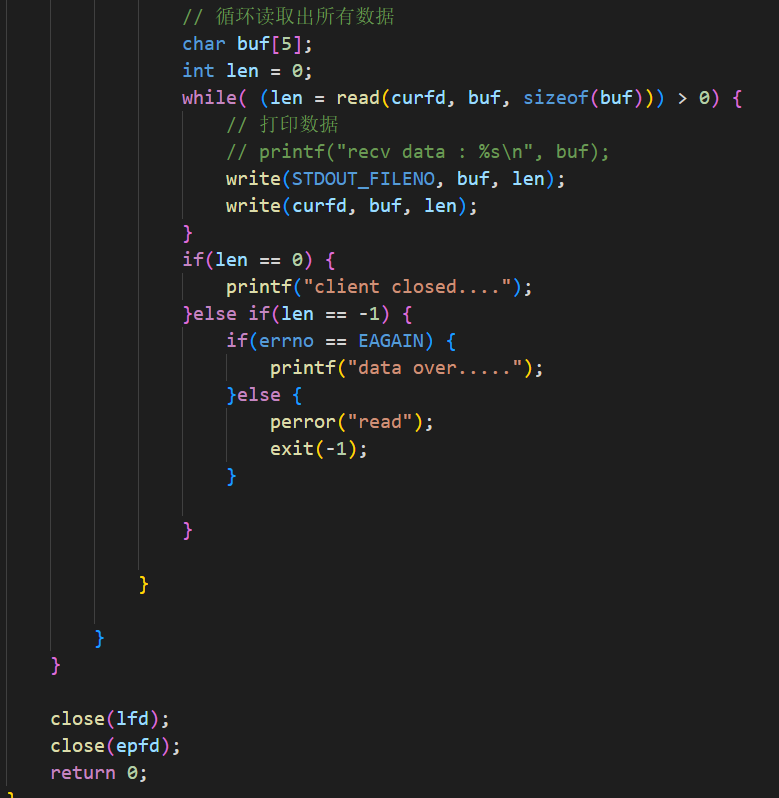 // 循环读取出所有数据
char buf[5];
int len = 0;
while( (len = read(curfd, buf, sizeof(buf))) > 0) {
// 打印数据
// printf("recv data : %s\n", buf);
write(STDOUT_FILENO, buf, len);
write(curfd, buf, len);
}
if(len == 0) {
printf("client closed....");
}else if(len == -1) {
if(errno == EAGAIN) {
printf("data over.....");
}else {
perror("read");
exit(-1);
}
}
}
}
}
close(lfd);
close(epfd);
return 0;
}